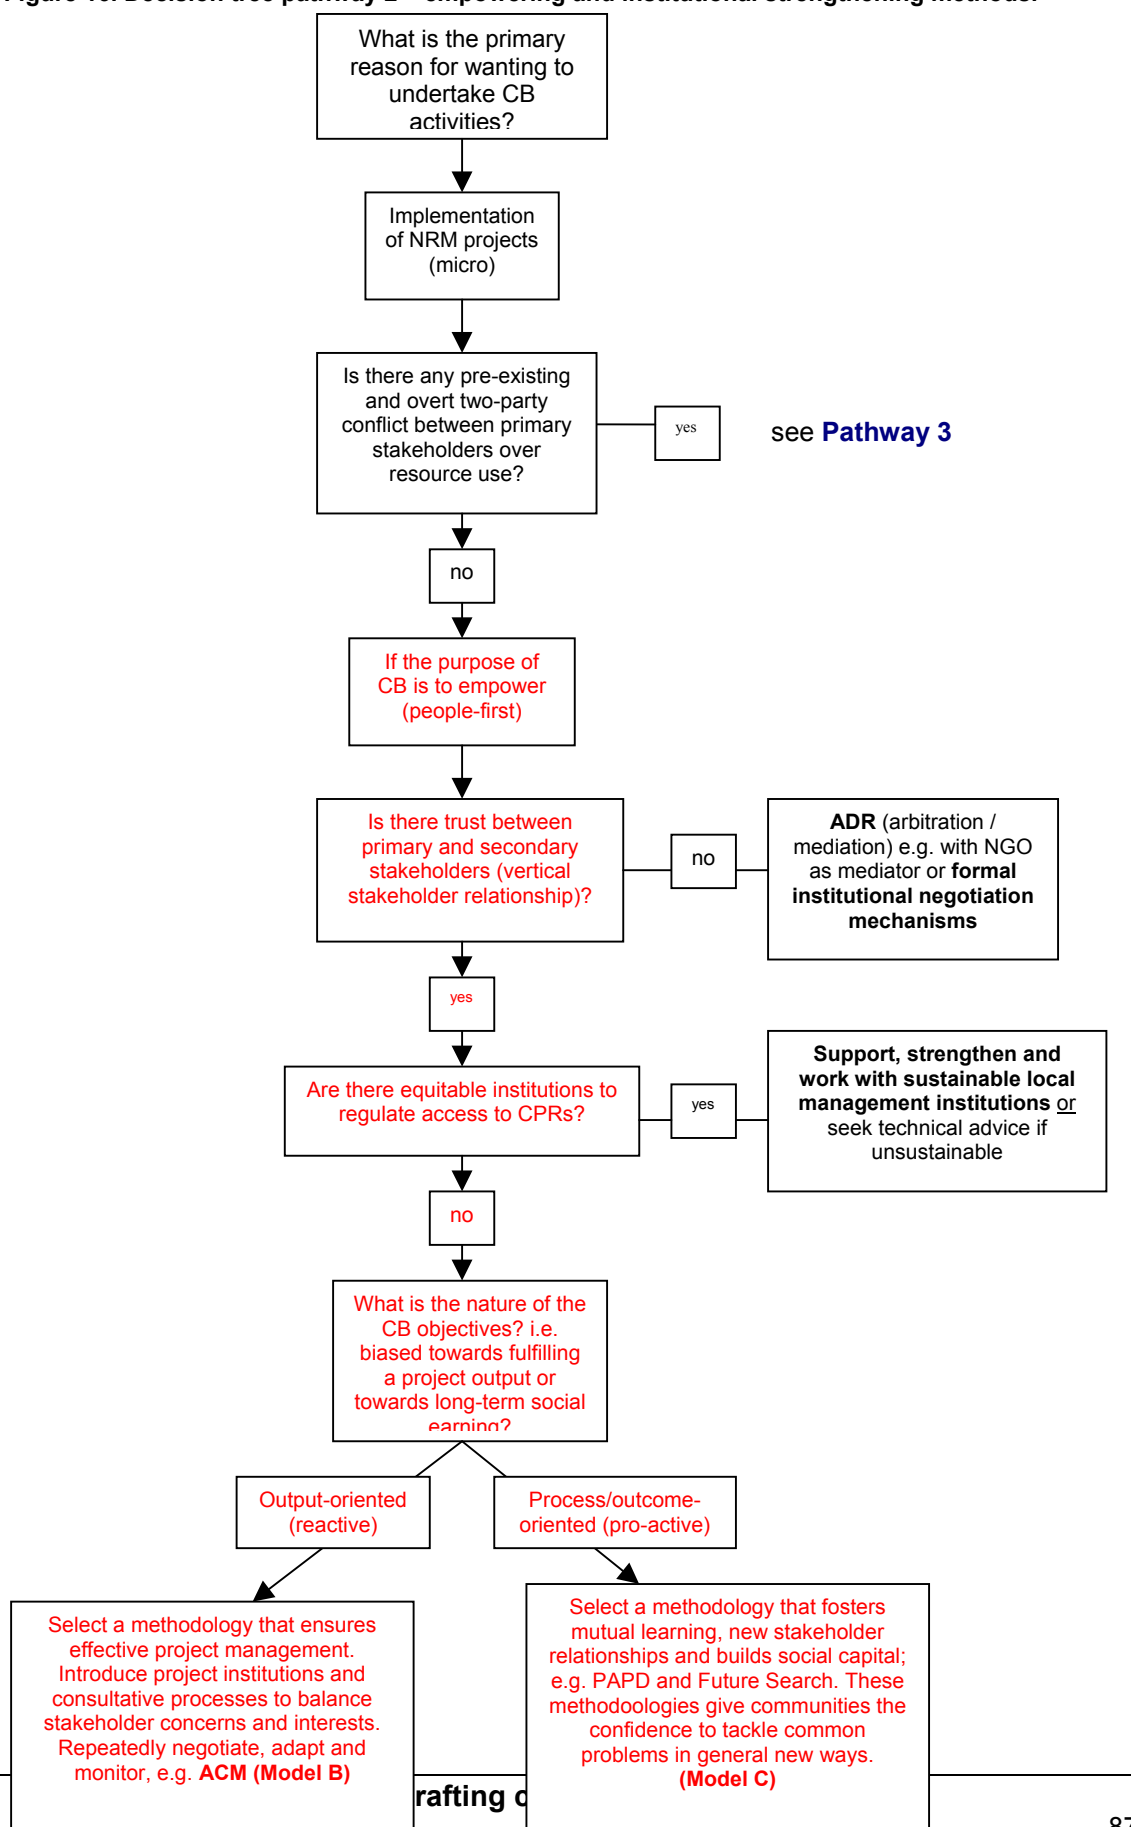 What is the primary
reason for wanting to
undertake CB
activities?
Implementation
of NRM projects
(micro)
Is there any pre-existing
and overt two-party
conflict between primary
stakeholders over
resource use?
yes
see Pathway 3
no
If the purpose of
CB is to empower
(people-first)
Is there trust between
primary and secondary
stakeholders (vertical
stakeholder relationship)?
no
ADR (arbitration /
mediation) e.g. with NGO
as mediator or formal
institutional negotiation
mechanisms
yes
Are there equitable institutions to
regulate access to CPRs?
yes
Support, strengthen and
work with sustainable local
management institutions or
seek technical advice if
unsustainable
no
What is the nature of the
CB objectives? i.e.
biased towards fulfilling
a project output or
towards long-term social
earning?
Output-oriented
(reactive)
Process/outcome-
oriented (pro-active)
Select a methodology that ensures
effective project management.
Introduce project institutions and
consultative processes to balance
stakeholder concerns and interests.
Repeatedly negotiate, adapt and
monitor, e.g. ACM (Model B)
Select a methodology that fosters
mutual learning, new stakeholder
relationships and builds social capital;
e.g. PAPD and Future Search. These
methodoologies give communities the
confidence to tackle common
problems in general new ways.
(Model C)
rafting
87